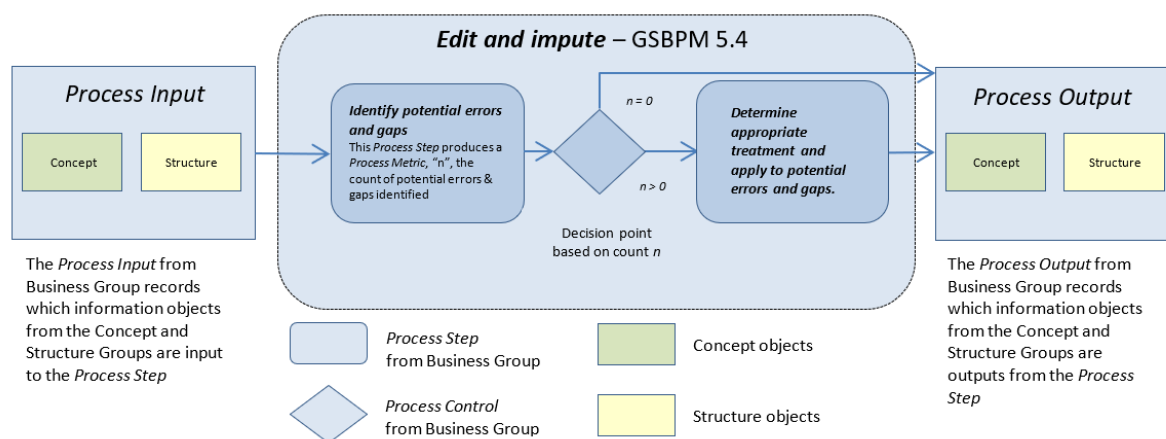 Edit and impute – GSBPM 5.4
Process Input
Concept
Structure
Identify potential errors
and gaps
This Process Step produces a
Process Metric, “n”, the
count of potential errors &
gaps identified
n = 0
n > 0
Decision point
based on count n
Determine
appropriate
treatment and
apply to potential
errors and gaps.
Process Output
Concept
Structure
The Process Input from
Business Group records
which information objects
from the Concept and
Structure Groups are input
to the Process Step
The Process Output from
Business Group records
which information objects
from the Concept and
Structure Groups are
outputs from the Process
Step
Process Step
from Business Group
Concept objects
Process Control
from Business Group
Structure objects